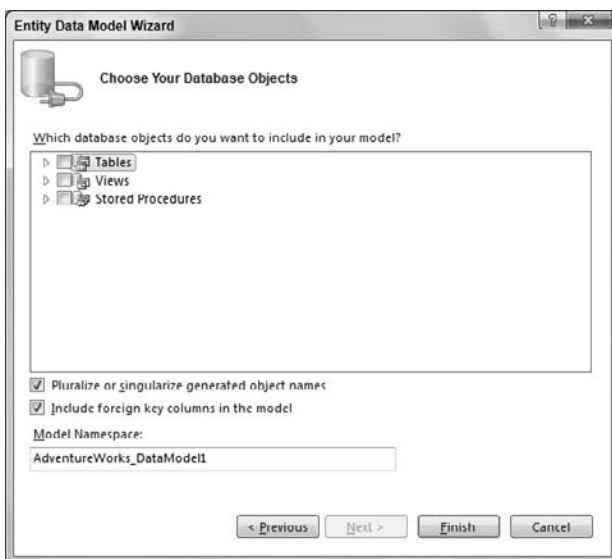 Entity Data Model Wizard
?
Choose Your Database Objects
Which database objects do you want to include in your model?
Tables
Views
Stored Procedures
Pluralize or singularize generated object names
Include foreign key columns in the model
Model Namespace:
AdventureWorks_DataModel1
< Previous
Next >
Finish
Cancel